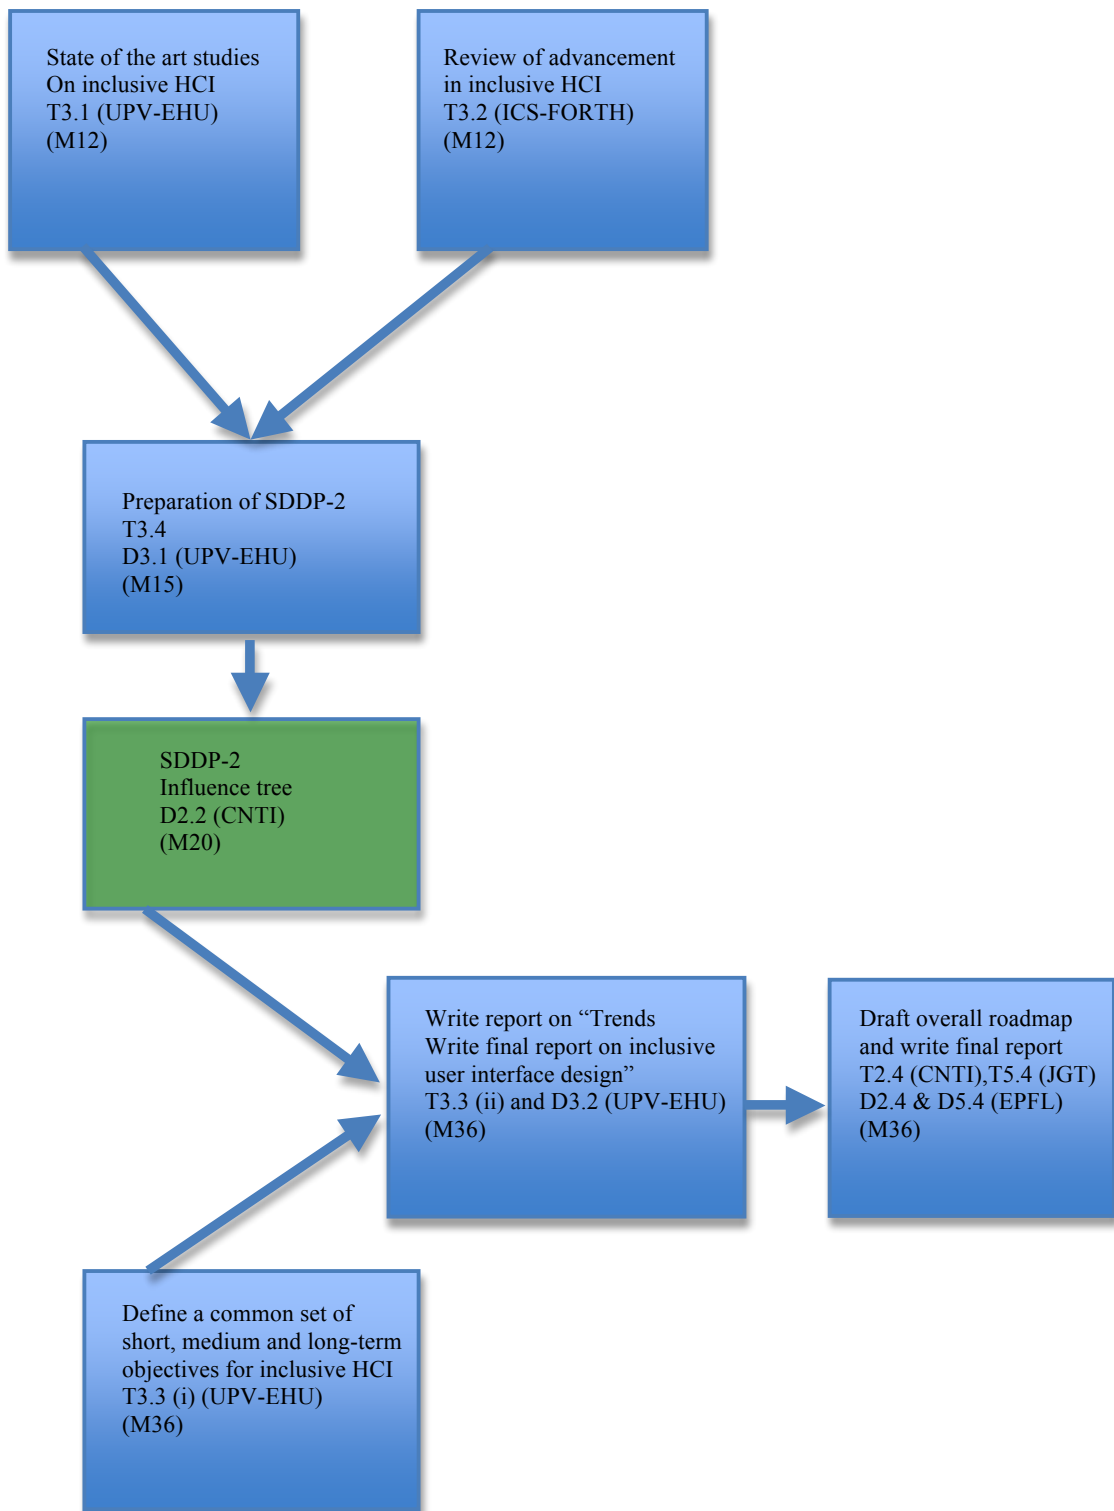 State of the art studies
On inclusive HCI
T3.1 (UPV-EHU)
(M12)
Review of advancement
in inclusive HCI
T3.2 (ICS-FORTH)
(M12)
Preparation of SDDP-2
T3.4
D3.1 (UPV-EHU)
(M15)
SDDP-2
Influence tree
D2.2 (CNTI)
(M20)
Write report on “Trends
Write final report on inclusive
user interface design”
T3.3 (ii) and D3.2 (UPV-EHU)
(M36)
Draft overall roadmap
and write final report
T2.4 (CNTI),T5.4 (JGT)
D2.4 & D5.4 (EPFL)
(M36)
Define a common set of
short, medium and long-term
objectives for inclusive HCI
T3.3 (i) (UPV-EHU)
(M36)